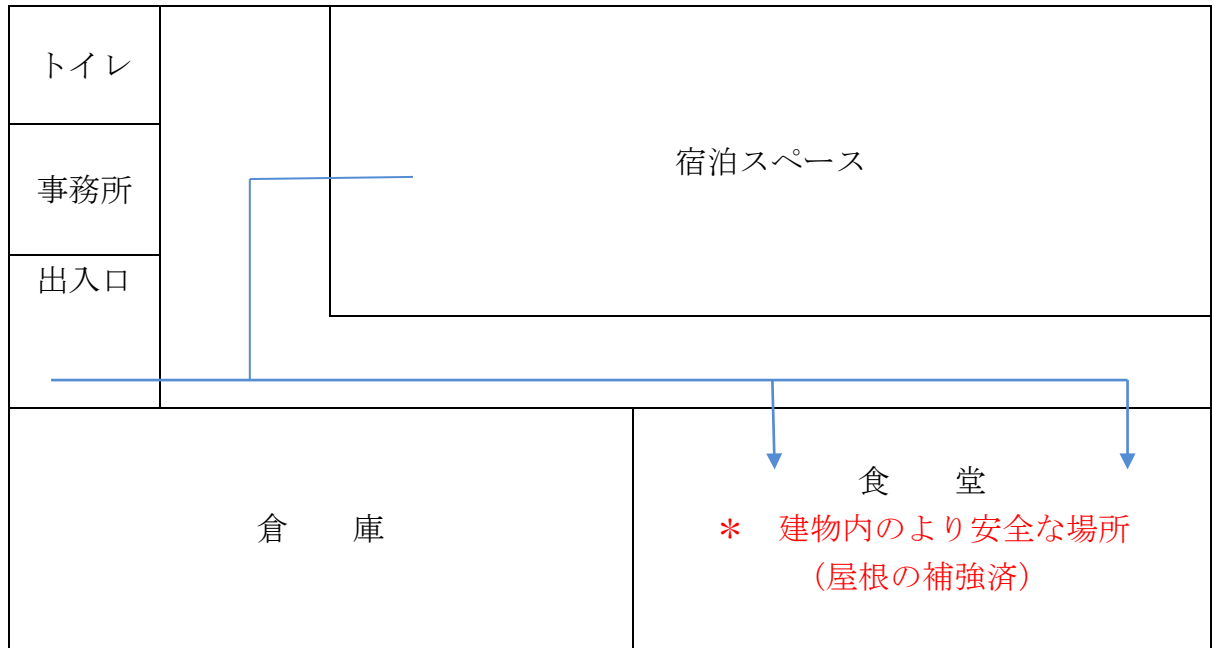 トイレ
宿泊スペース
事務所
出入口
食　　堂
倉　　庫
＊　建物内のより安全な場所
（屋根の補強済）